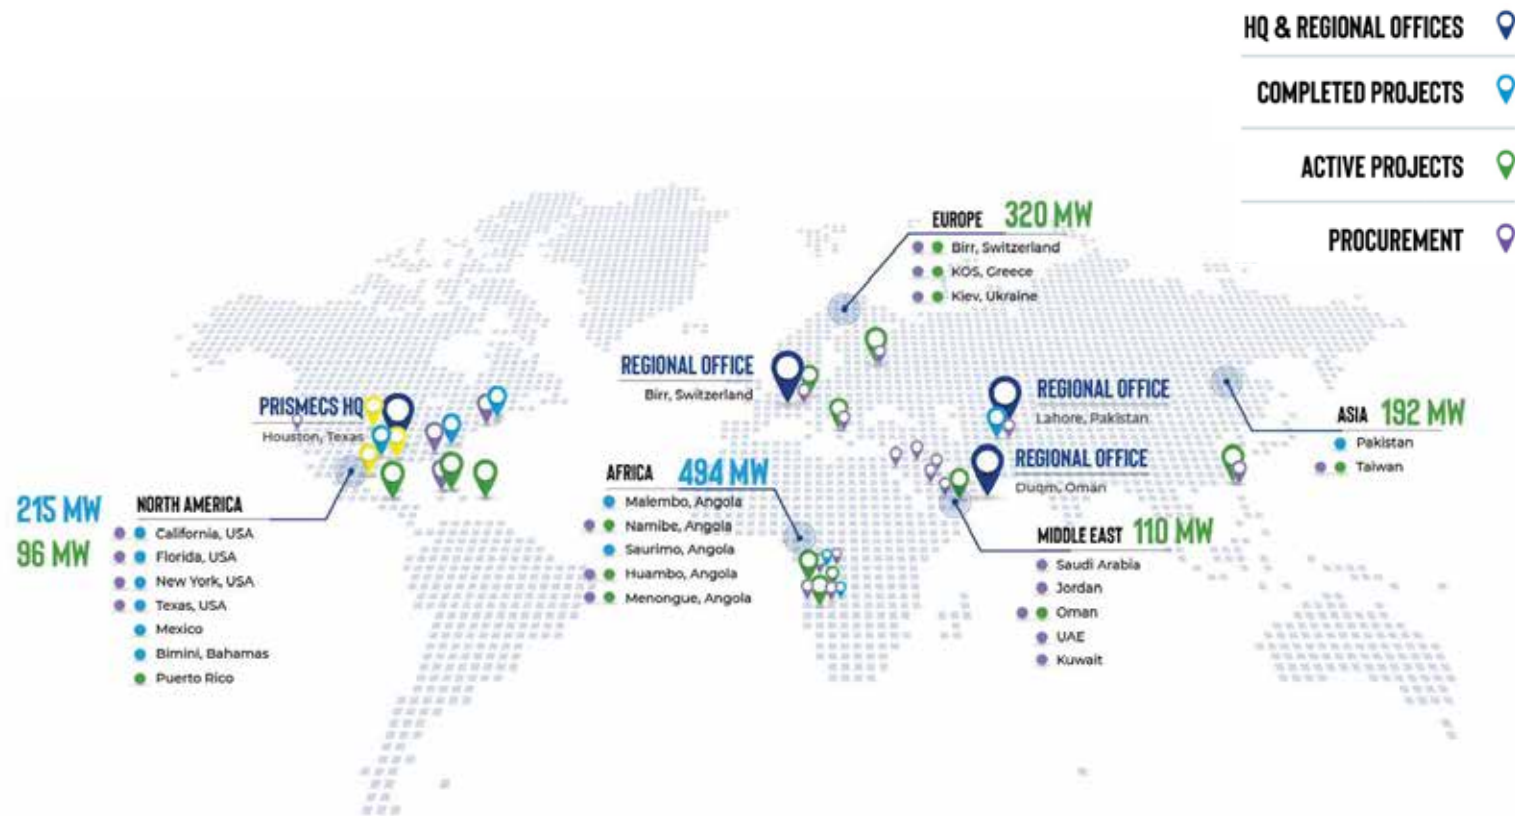 HQ & REGIONAL OFFICES
COMPLETED PROJECTS
ACTIVE PROJECTS
PROCUREMENT
EUROPE 320 MW
Birr, Switzerland
KOS, Greece
Kiev, Ukraine
REGIONAL OFFICE
Birr, Switzerland
PRISMECS HQ
Houston, Texas
REGIONAL OFFICE
Lahore, Pakistan
REGIONAL OFFICE
Duqm, Oman
ASIA 192 MW
Pakistan
Taiwan
AFRICA 494 MW
Malembo, Angola
Namibe, Angola
Saurimo, Angola
Huambo, Angola
Menongue, Angola
215 MW
96 MW
NORTH AMERICA
California, USA
Florida, USA
New York, USA
Texas, USA
Mexico
Bimini, Bahamas
Puerto Rico
MIDDLE EAST 110 MW
Saudi Arabia
Jordan
Oman
UAE
Kuwait